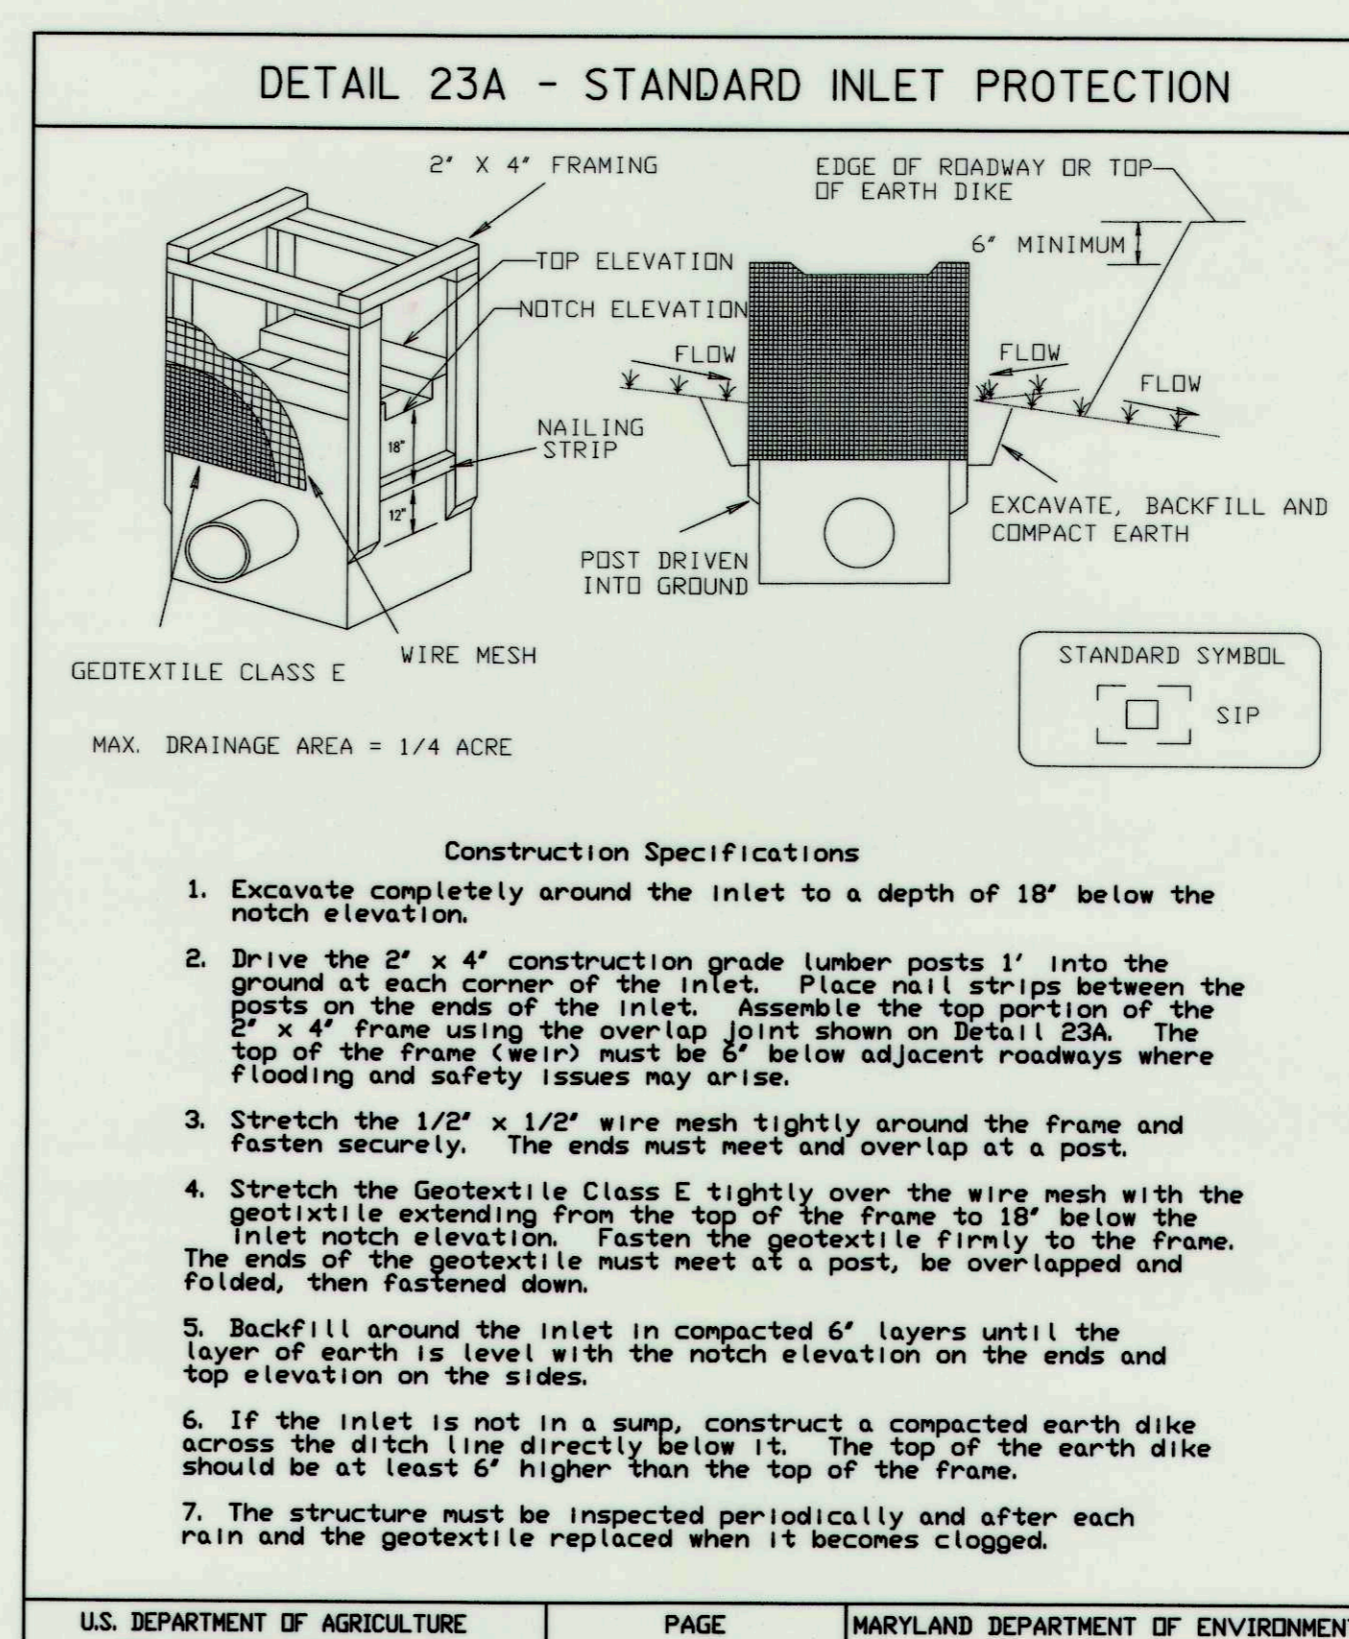 DETAIL 23A - STANDARD INLET PROTECTION
2" X 4" FRAMING
EDGE OF ROADWAY OR TOP
OF EARTH DIKE
6" MINIMUM
TOP ELEVATION
NOTCH ELEVATION
FLOW
FLOW
FLOW
NAILING
STRIP
18"
12"
EXCAVATE, BACKFILL AND
COMPACT EARTH
POST DRIVEN
INTO GROUND
WIRE MESH
GEOTEXTILE CLASS E
STANDARD SYMBOL
SIP
MAX. DRAINAGE AREA = 1/4 ACRE
Construction Specifications
1. Excavate completely around the inlet to a depth of 18" below the
notch elevation.
2. Drive the 2" x 4" construction grade lumber posts 1' into the
ground at each corner of the inlet. Place nail strips between the
posts on the ends of the inlet. Assemble the top portion of the
2" x 4" frame using the overlap joint shown on Detail 23A. The
top of the frame (weir) must be 6" below adjacent roadways where
flooding and safety issues may arise.
3. Stretch the 1/2" x 1/2" wire mesh tightly around the frame and
fasten securely. The ends must meet and overlap at a post.
4. Stretch the Geotextile Class E tightly over the wire mesh with the
geotixtile extending from the top of the frame to 18" below the
inlet notch elevation. Fasten the geotextile firmly to the frame.
The ends of the geotextile must meet at a post, be overlapped and
folded, then fastened down.
5. Backfill around the inlet in compacted 6" layers until the
layer of earth is level with the notch elevation on the ends and
top elevation on the sides.
6. If the inlet is not in a sump, construct a compacted earth dike
across the ditch line directly below it. The top of the earth dike
should be at least 6" higher than the top of the frame.
7. The structure must be inspected periodically and after each
rain and the geotextile replaced when it becomes clogged.
U.S. DEPARTMENT OF AGRICULTURE
PAGE
MARYLAND DEPARTMENT OF ENVIRONMENT